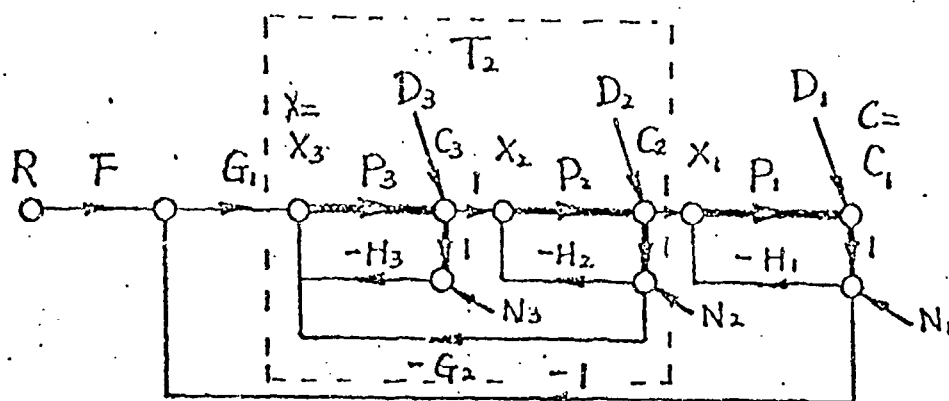 T₂
D₃
D₂
D₁
X=
X₃
C₃
X₂
C₂
X₁
C=
C₁
R
F
G₁
P₃
1
P₂
1
P₁
-H₃
1
-H₂
1
-H₁
1
N₃
N₂
N₁
-G₂
-1